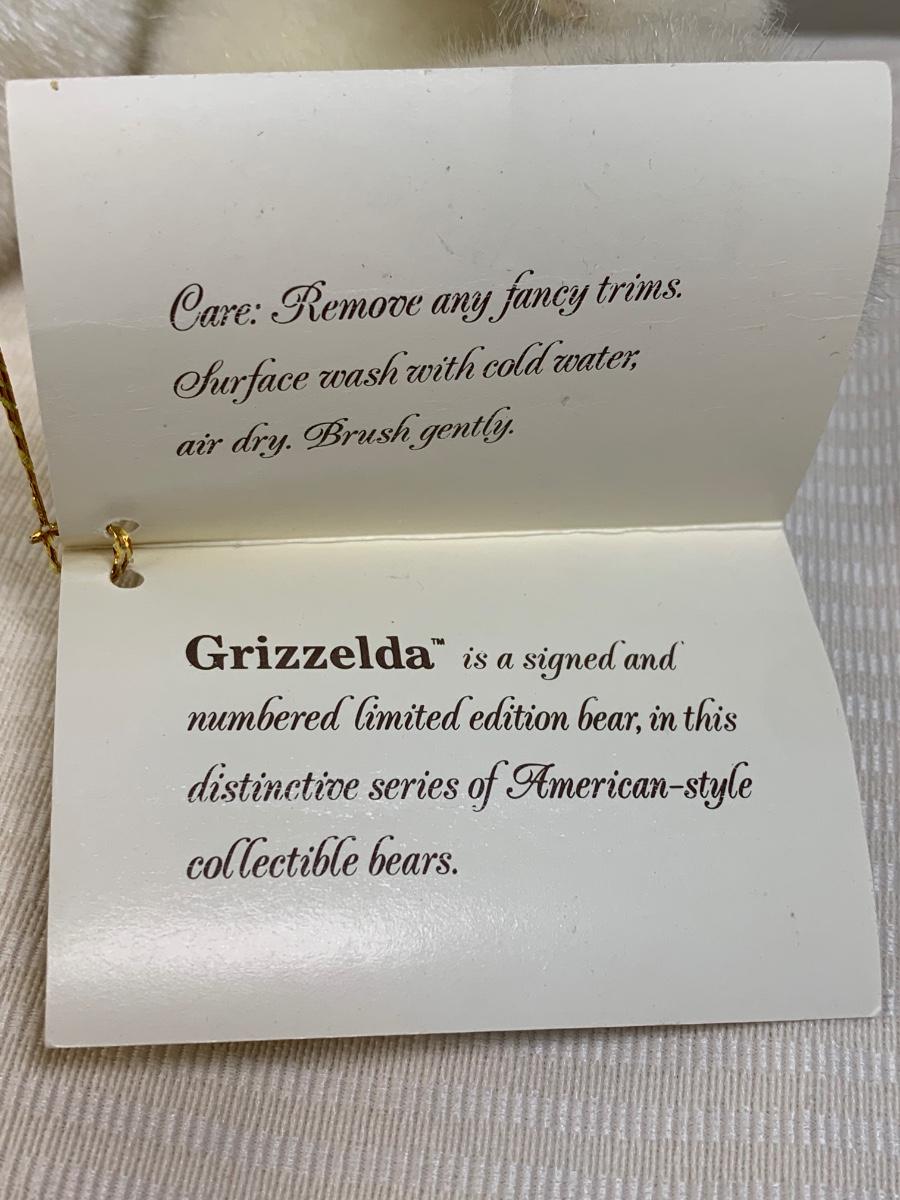 Care: Remove any fancy trims.
Surface wash with cold water,
air dry. Brush gently.
Grizzelda™ is a signed and
numbered limited edition bear, in this
distinctive series of American-style
collectible bears.